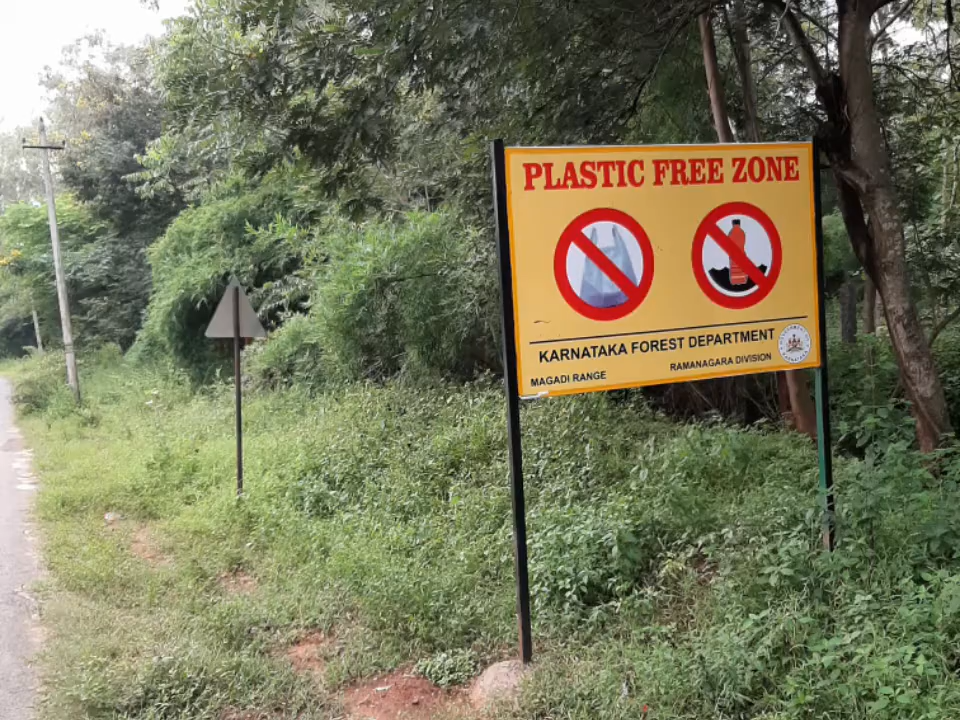 PLASTIC FREE ZONE
KARNATAKA FOREST DEPARTMENT
MAGADI RANGE
RAMANAGARA DIVISION